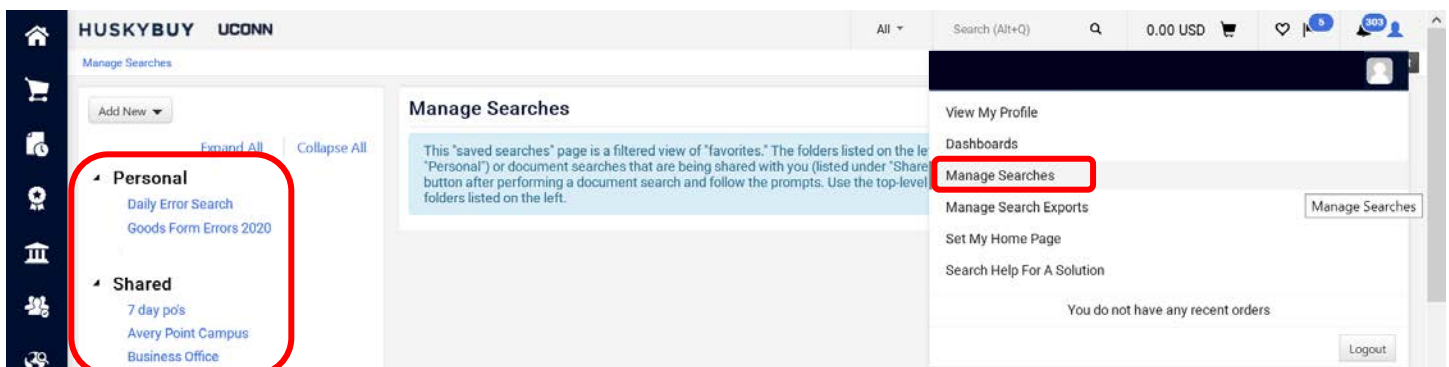 HUSKYBUY UCONN
All
Search (Alt+Q)
0.00 USD
5
303
Manage Searches
Add New
Expand All Collapse All
Personal
Daily Error Search
Goods Form Errors 2020
Shared
7 day po's
Avery Point Campus
Business Office
Manage Searches
This "saved searches" page is a filtered view of "favorites." The folders listed on the le
"Personal") or document searches that are being shared with you (listed under "Share
button after performing a document search and follow the prompts. Use the top-level
folders listed on the left.
View My Profile
Dashboards
Manage Searches
Manage Search Exports
Manage Searches
Set My Home Page
Search Help For A Solution
You do not have any recent orders
Logout